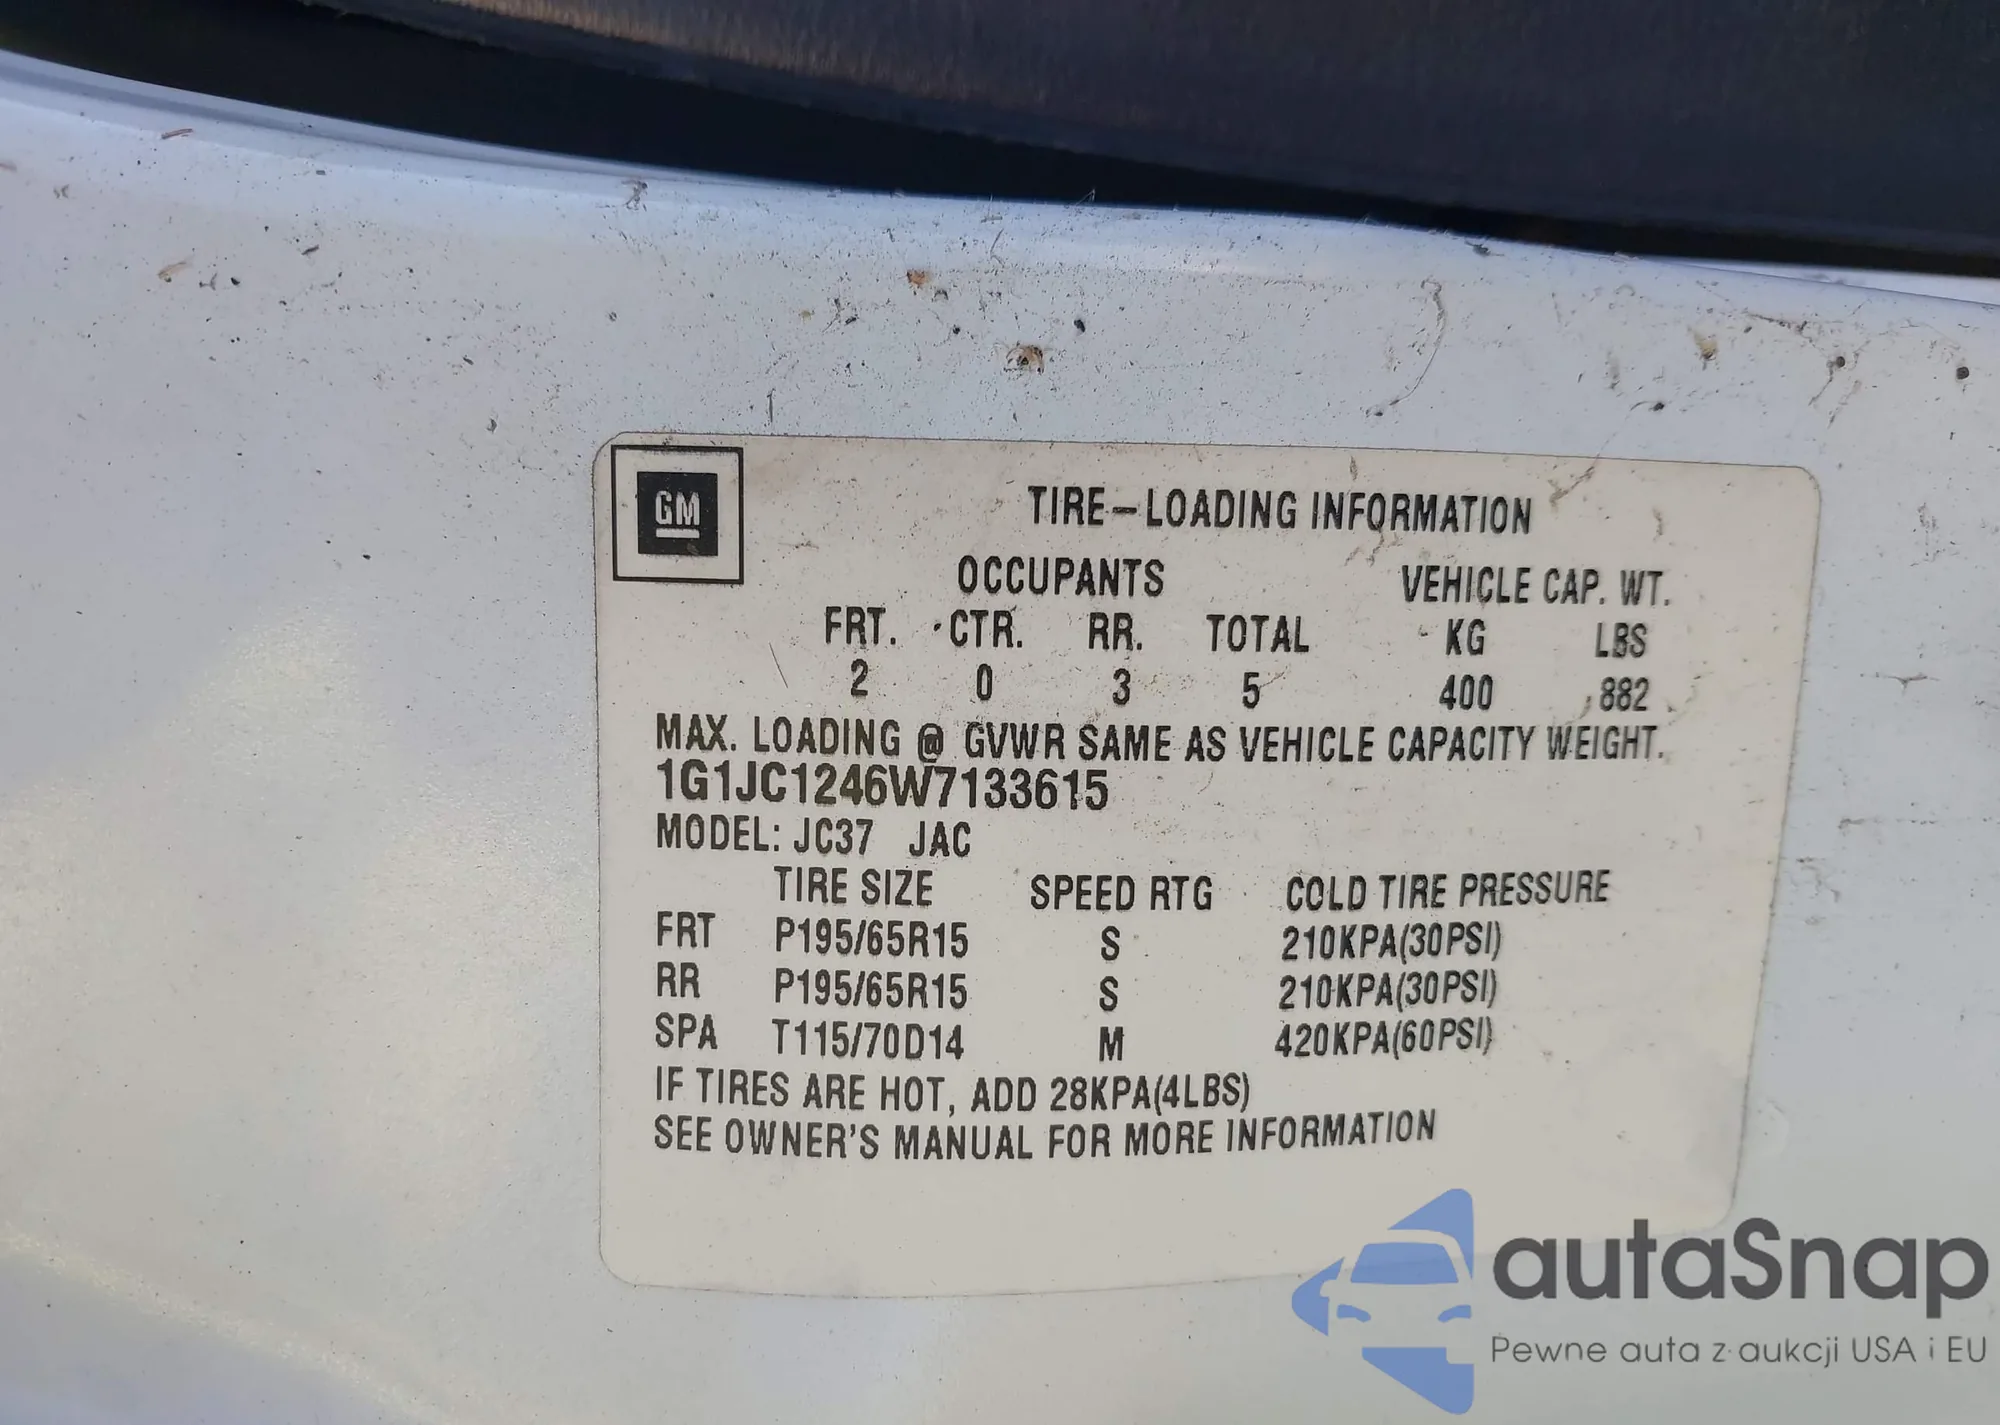 GM
TIRE-LOADING INFORMATION
OCCUPANTS VEHICLE CAP. WT.
FRT. CTR. RR. TOTAL KG LBS
2 0 3 5 400 882
MAX. LOADING @ GVWR SAME AS VEHICLE CAPACITY WEIGHT.
1G1JC1246W7133615
MODEL: JC37 JAC
TIRE SIZE SPEED RTG COLD TIRE PRESSURE
FRT P195/65R15 S 210KPA(30PSI)
RR P195/65R15 S 210KPA(30PSI)
SPA T115/70D14 M 420KPA(60PSI)
IF TIRES ARE HOT, ADD 28KPA(4LBS)
SEE OWNER'S MANUAL FOR MORE INFORMATION
autaSnap
Pewne auta z aukcji USA i EU